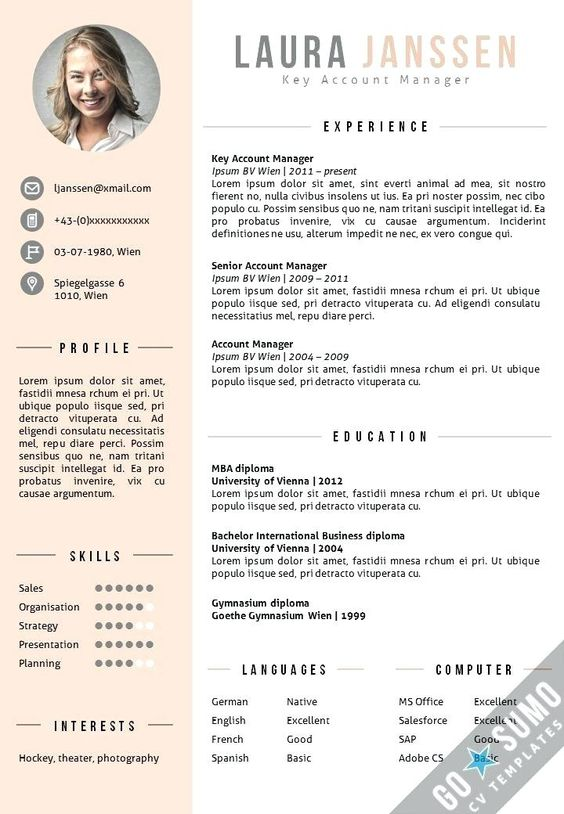 LAURA JANSSEN
Key Account Manager
ljanssen@xmail.com
+43-(0)xxxxxxxxxxx
03-07-1980, Wien
Spiegelgasse 6
1010, Wien
PROFILE
Lorem ipsum dolor sit amet,
fastidii mnesa rchum ei pri. Ut
ubique populo iisque sed, pri
detracto vituperata cu. Ad
eligendi consulatu necessitatis
mel, repu diare perci. Possim
sensibus quo ne, nam tritani
suscipit intellegat id. Ea pro
probatus invenire, vix cu
causae argumentum.
SKILLS
Sales
Organisation
Strategy
Presentation
Planning
INTERESTS
Hockey, theater, photography
EXPERIENCE
Key Account Manager
Ipsum BV Wien | 2011 – present
Lorem ipsum dolor sit amet, sint everti animal ad mea, sit nostro
fierent no, nulla civibus insolens ut ius. Ea pri noster possim, nec cibo
populo cu. Possim sensibus quo ne, nam tritani suscipit intellegat id. Ea
pro probatus invenire, vix cu causae argumentum. Inciderint
definitiones ne usu, alterum impedit ne nec, ex vero congue qui.
Senior Account Manager
Ipsum BV Wien | 2009 – 2011
Lorem ipsum dolor sit amet, fastidii mnesa rchum ei pri. Ut ubique
populo iisque sed, pri detracto vituperata cu. Ad eligendi consulatu
necessitatis mel, repu diare perci.
Account Manager
Ipsum BV Wien | 2004 – 2009
Lorem ipsum dolor sit amet, fastidii mnesa rchum ei pri. Ut ubique
populo iisque sed, pri detracto vituperata cu.
EDUCATION
MBA diploma
University of Vienna | 2012
Lorem ipsum dolor sit amet, fastidii mnesa rchum ei pri. Ut ubique
populo iisque sed, pri detracto vituperata cu.
Bachelor International Business diploma
University of Vienna | 2004
Lorem ipsum dolor sit amet, fastidii mnesa rchum ei pri. Ut ubique
populo iisque sed, pri detracto vituperata cu.
Gymnasium diploma
Goethe Gymnasium Wien | 1999
LANGUAGES
German Native
English Excellent
French Good
Spanish Basic
COMPUTER
MS Office Excellent
Salesforce Excellent
SAP Good
Adobe CS Basic
GO SUMO
CV TEMPLATES